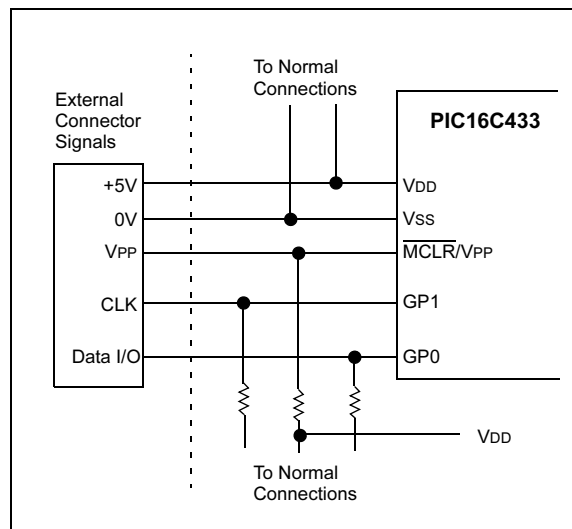 To Normal
Connections
External
Connector
Signals
PIC16C433
+5V
VDD
0V
VSS
VPP
MCLR/VPP
CLK
GP1
Data I/O
GP0
VDD
To Normal
Connections